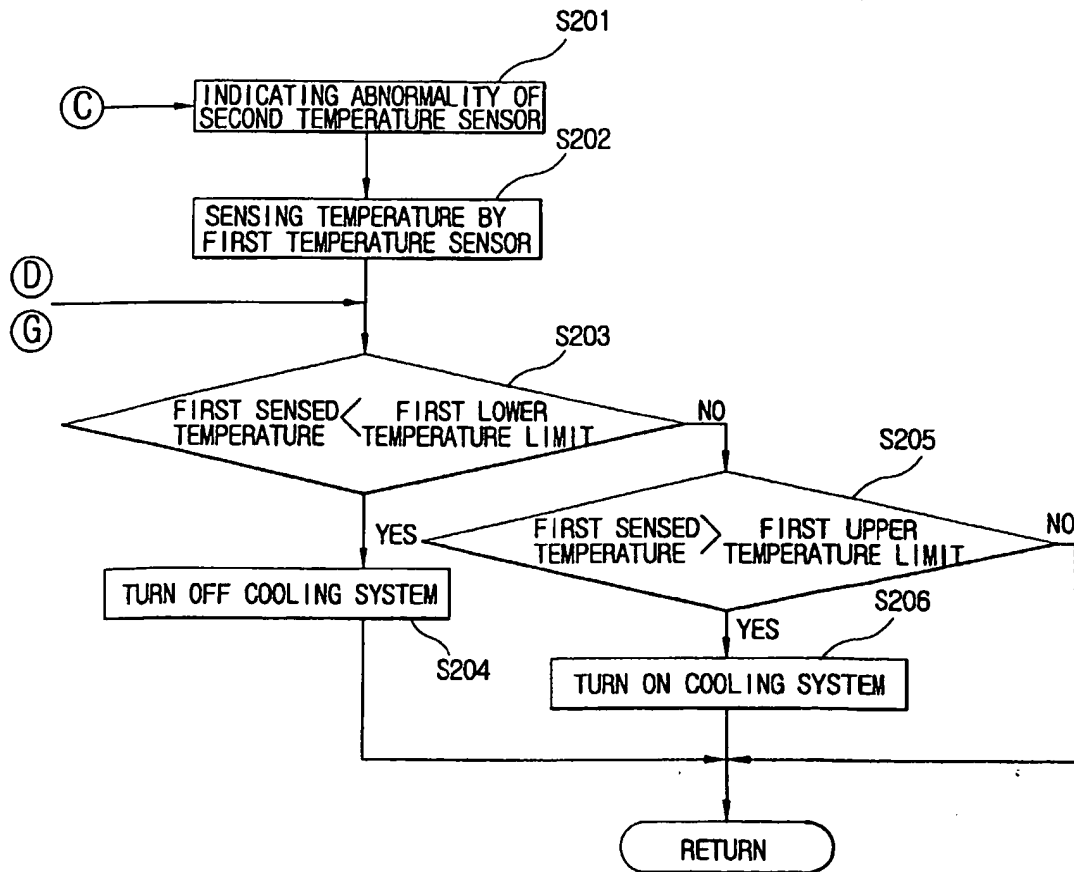 S201
C
INDICATING ABNORMALITY OF
SECOND TEMPERATURE SENSOR
S202
SENSING TEMPERATURE BY
FIRST TEMPERATURE SENSOR
D
G
S203
FIRST SENSED < FIRST LOWER
TEMPERATURE TEMPERATURE LIMIT
NO
S205
YES
FIRST SENSED > FIRST UPPER
TEMPERATURE TEMPERATURE LIMIT
NO
TURN OFF COOLING SYSTEM
S204
YES
S206
TURN ON COOLING SYSTEM
RETURN